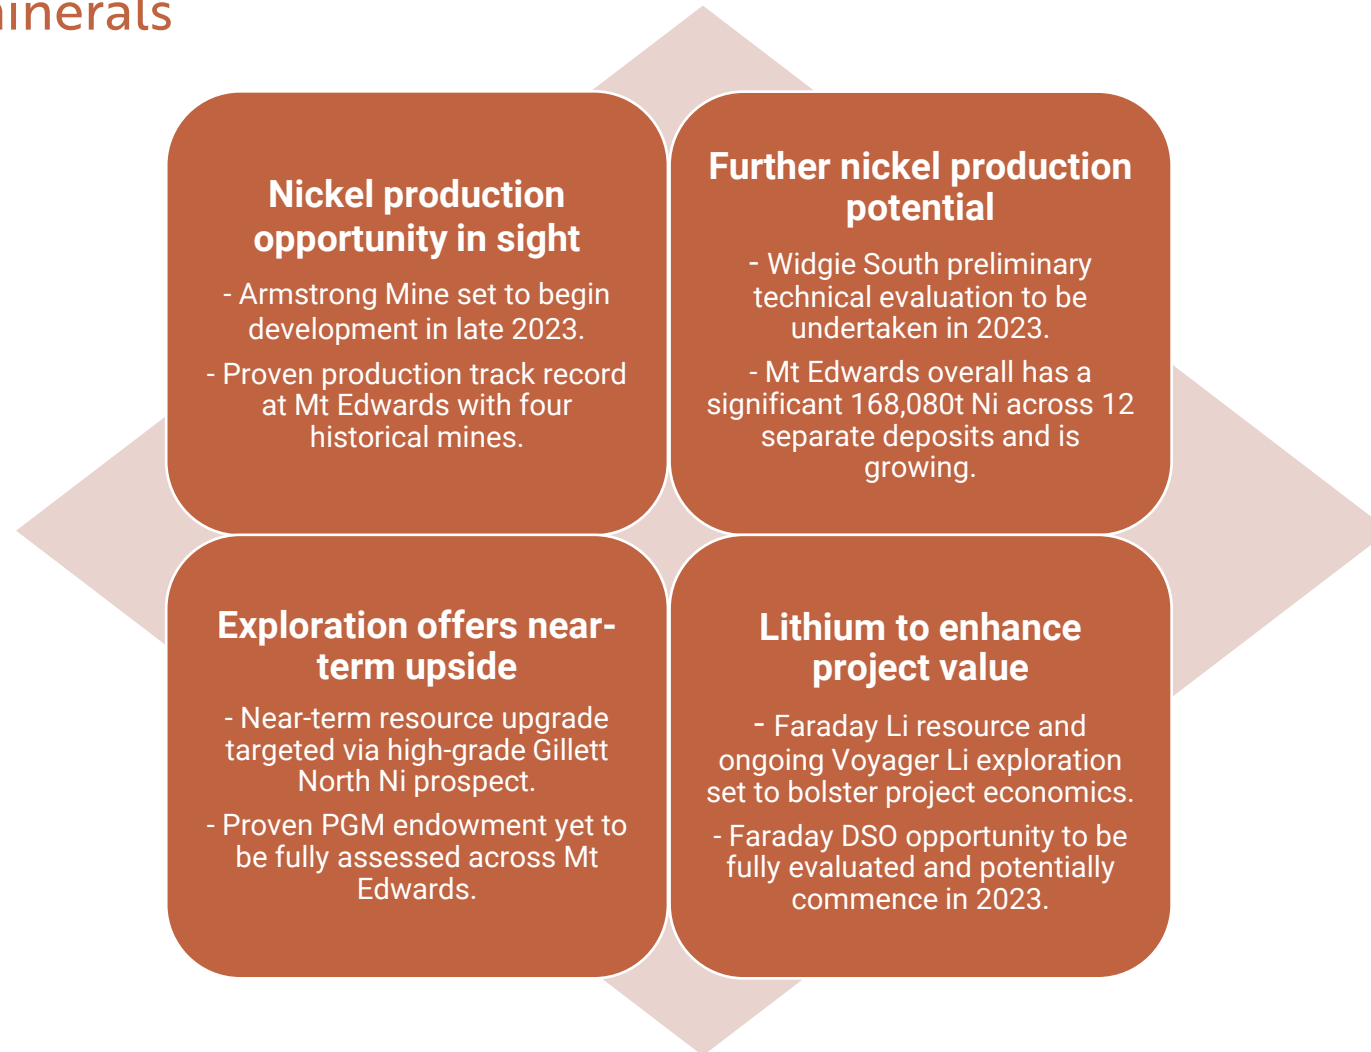 minerals
Nickel production
opportunity in sight
- Armstrong Mine set to begin
development in late 2023.
- Proven production track record
at Mt Edwards with four
historical mines.
Further nickel production
potential
- Widgie South preliminary
technical evaluation to be
undertaken in 2023.
- Mt Edwards overall has a
significant 168,080t Ni across 12
separate deposits and is
growing.
Exploration offers near-
term upside
- Near-term resource upgrade
targeted via high-grade Gillett
North Ni prospect.
- Proven PGM endowment yet to
be fully assessed across Mt
Edwards.
Lithium to enhance
project value
- Faraday Li resource and
ongoing Voyager Li exploration
set to bolster project economics.
- Faraday DSO opportunity to be
fully evaluated and potentially
commence in 2023.